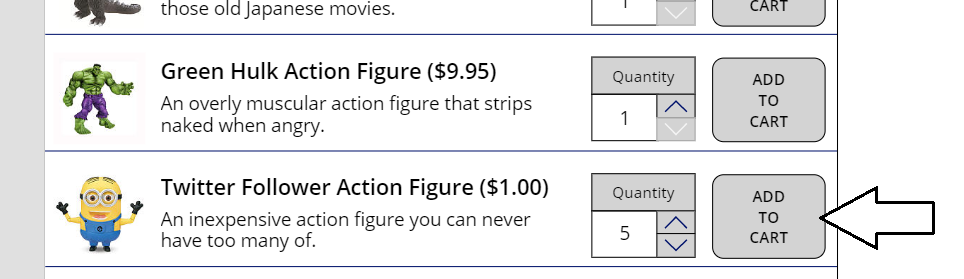 those old Japanese movies.
1
CART
Green Hulk Action Figure ($9.95)
An overly muscular action figure that strips
naked when angry.
Quantity
1
ADD
TO
CART
Twitter Follower Action Figure ($1.00)
An inexpensive action figure you can never
have too many of.
Quantity
5
ADD
TO
CART